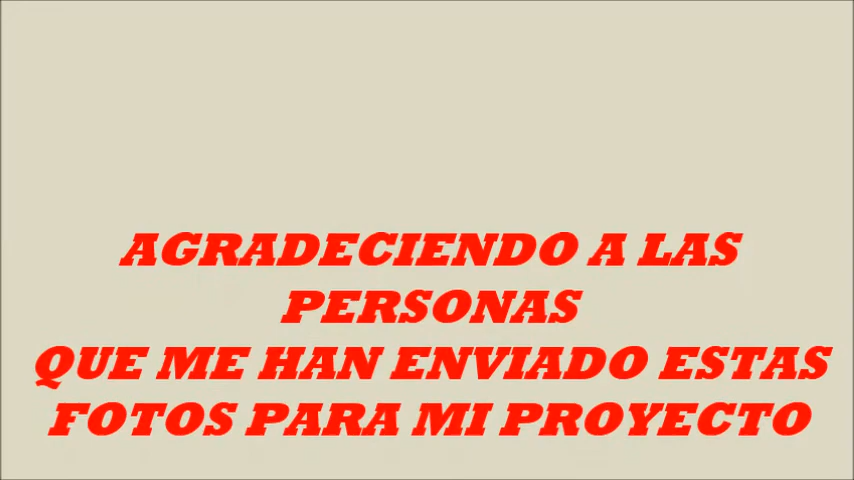 AGRADECIENDO A LAS
PERSONAS
QUE ME HAN ENVIADO ESTAS
FOTOS PARA MI PROYECTO